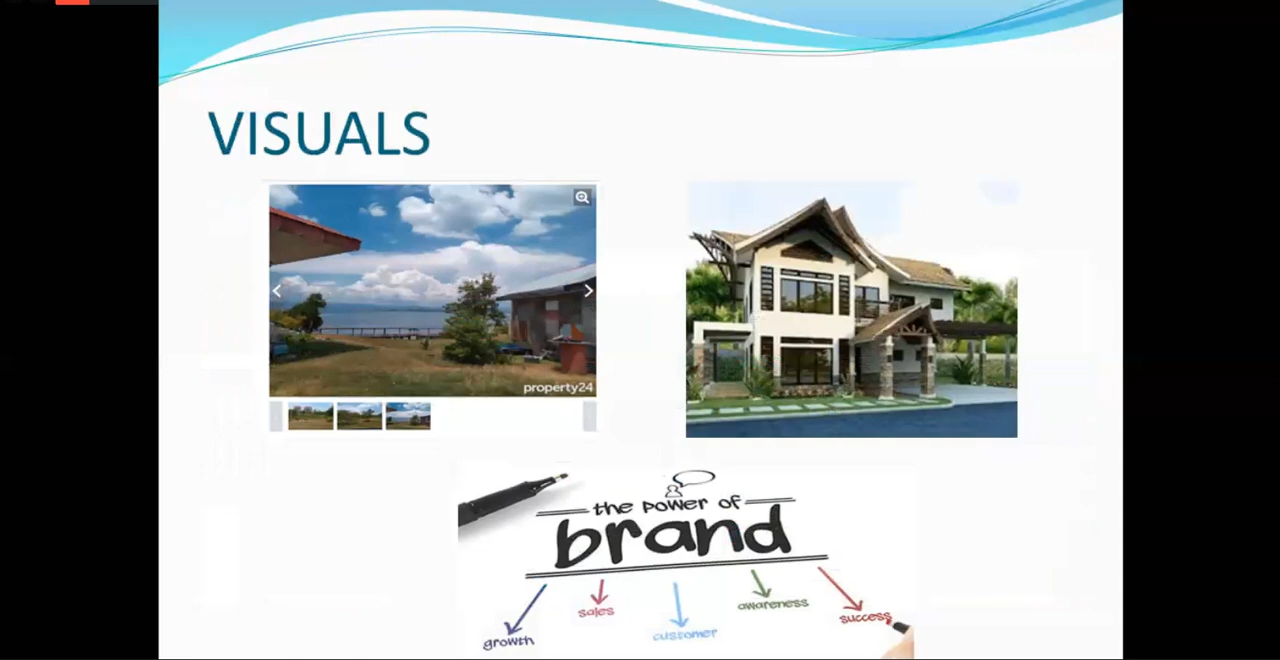 VISUALS
property24
the power of
brand
growth
sales
customer
awareness
success